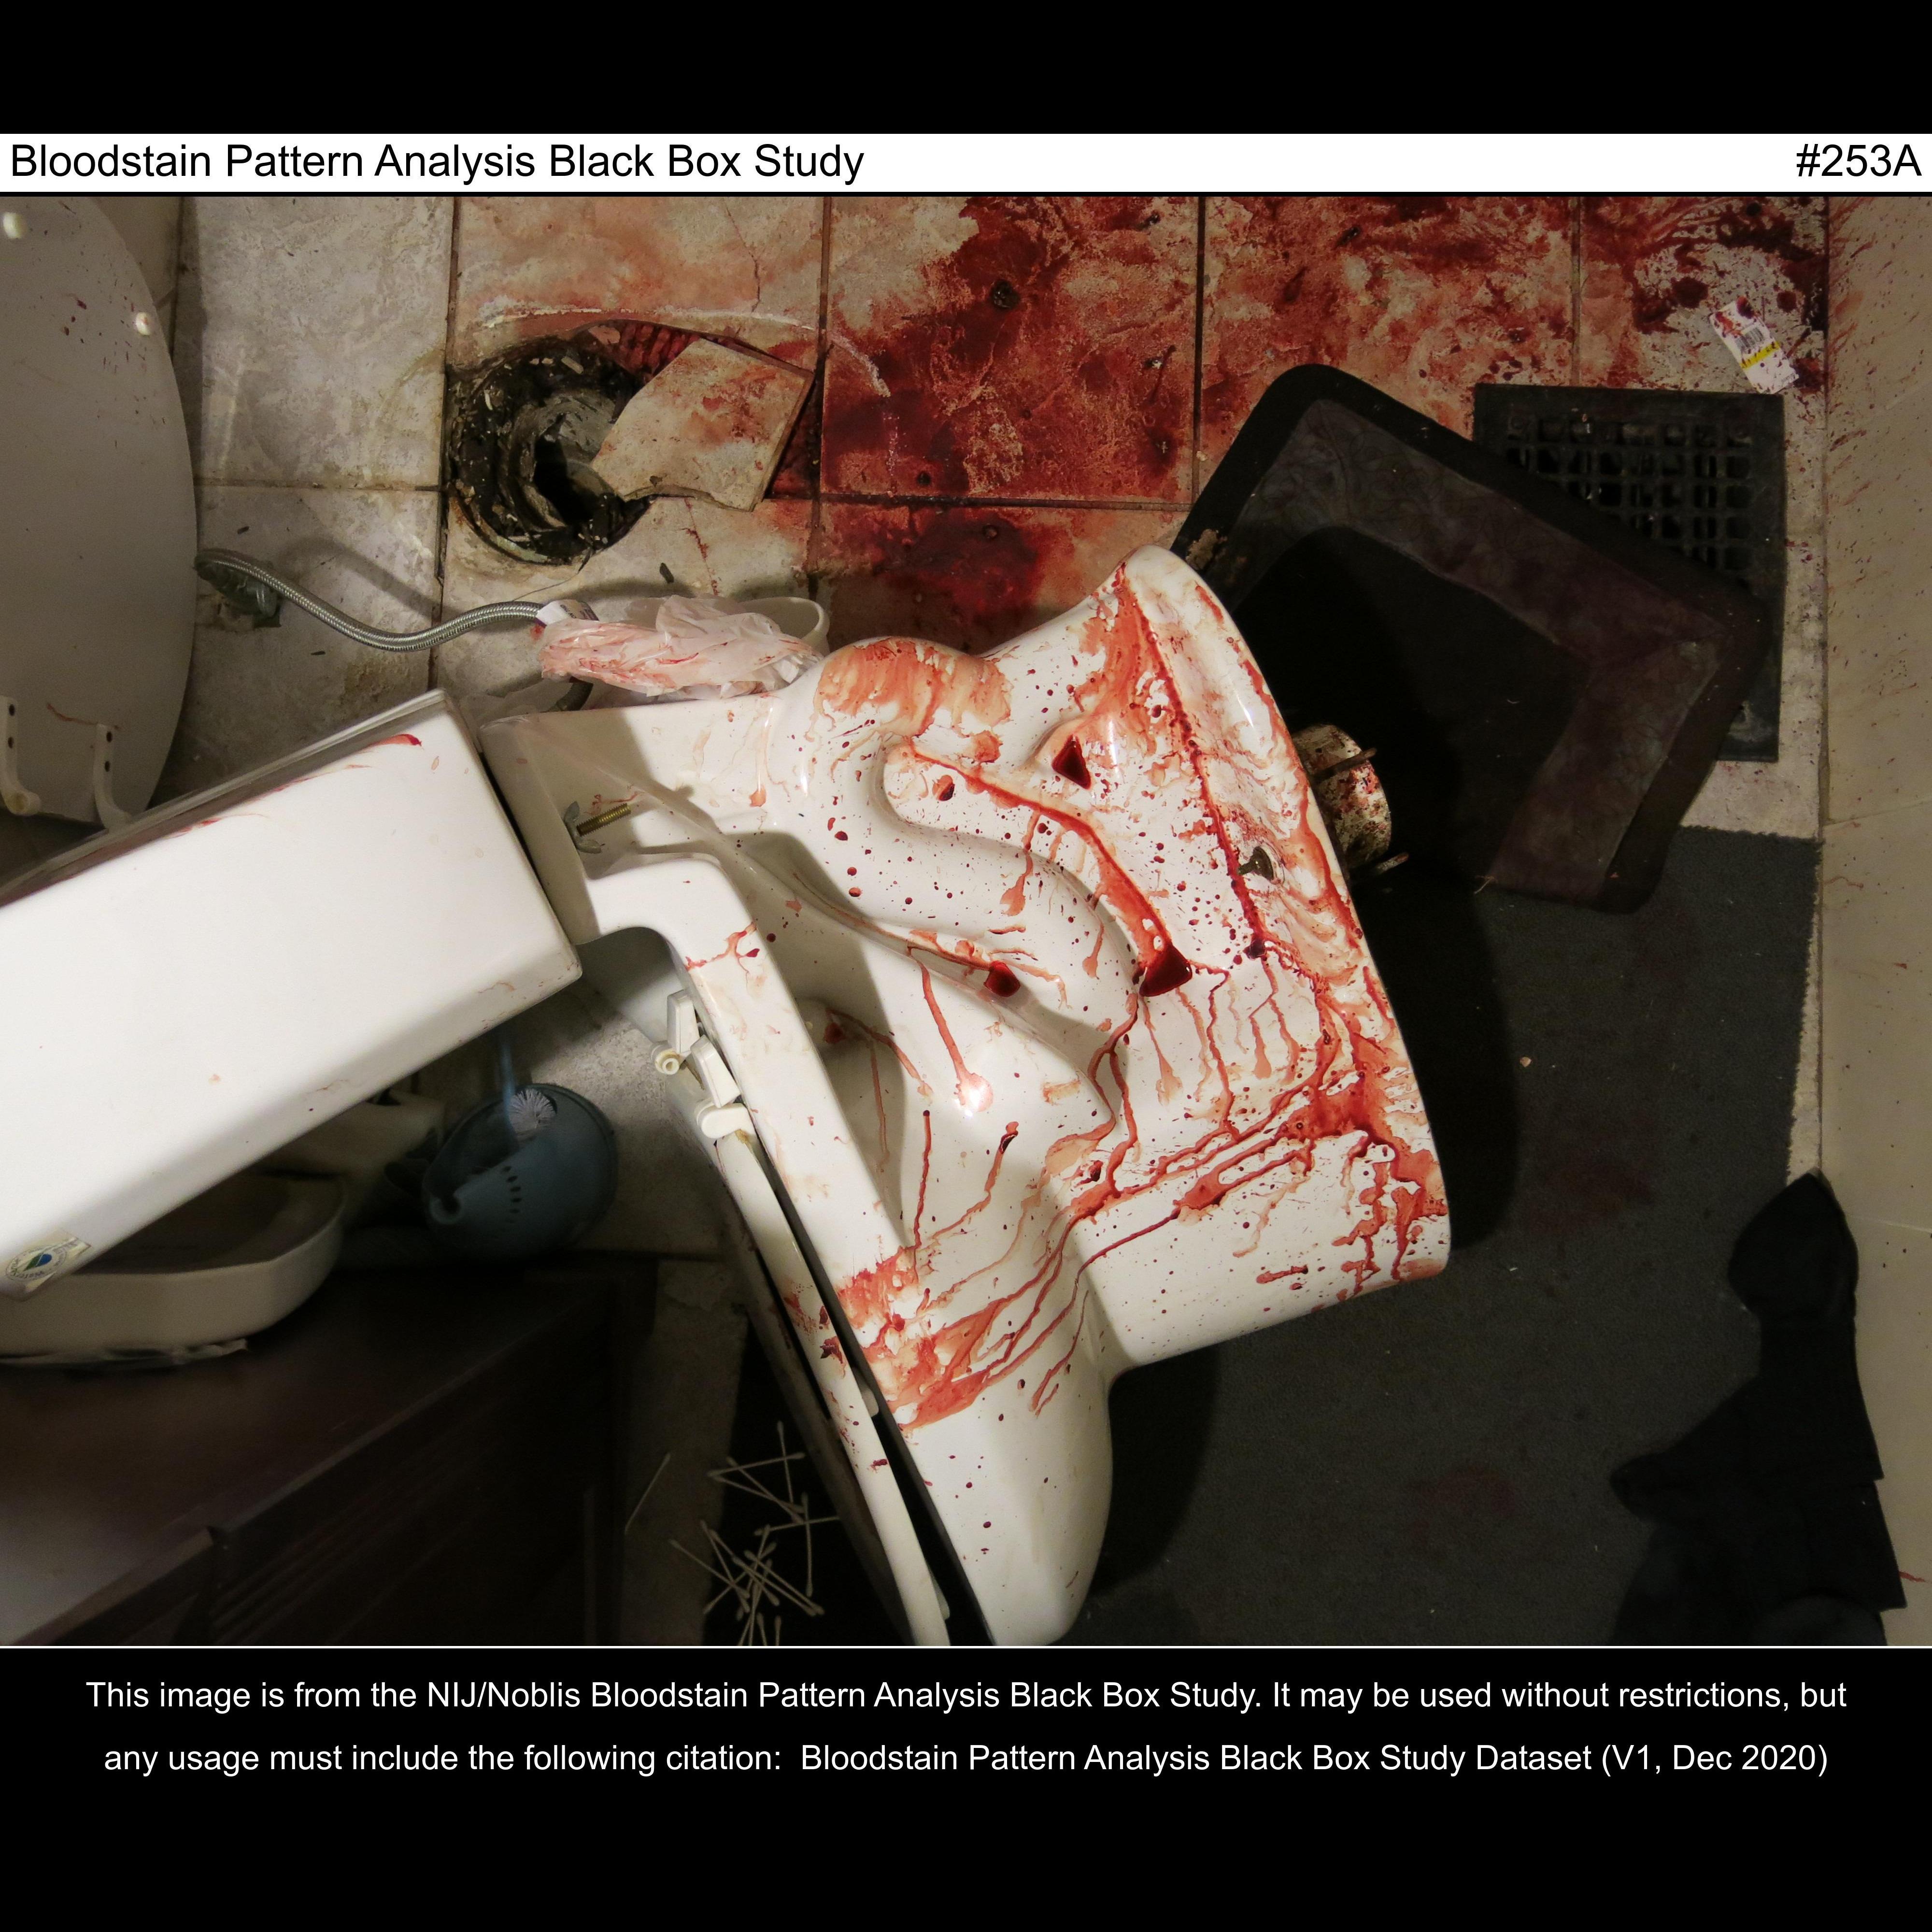 Bloodstain Pattern Analysis Black Box Study #253A
This image is from the NIJ/Noblis Bloodstain Pattern Analysis Black Box Study. It may be used without restrictions, but
any usage must include the following citation:  Bloodstain Pattern Analysis Black Box Study Dataset (V1, Dec 2020)